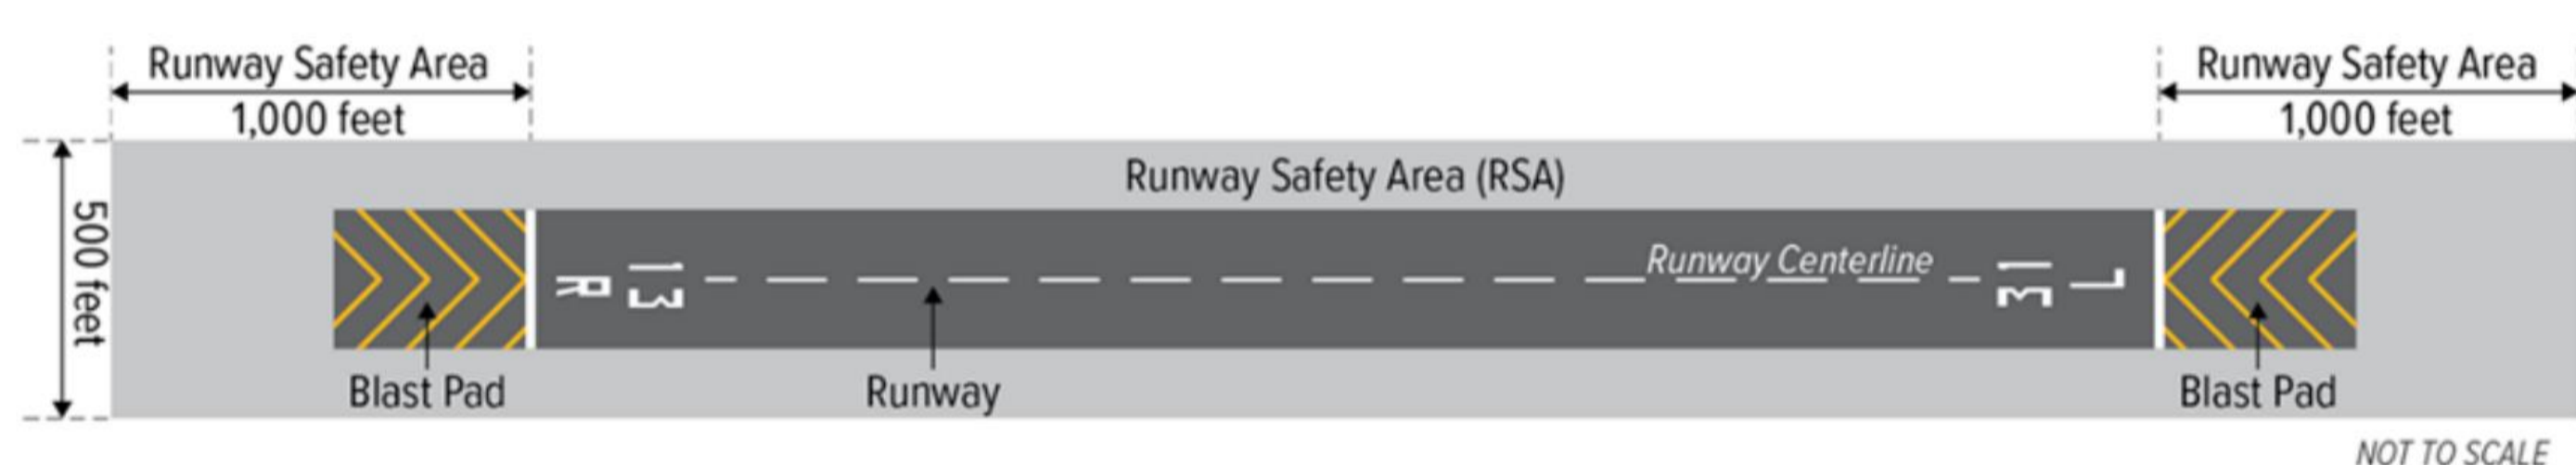 Runway Safety Area
1,000 feet
Runway Safety Area
1,000 feet
500 feet
Runway Safety Area (RSA)
13
R
Runway Centerline
31
L
Blast Pad
Runway
Blast Pad
NOT TO SCALE